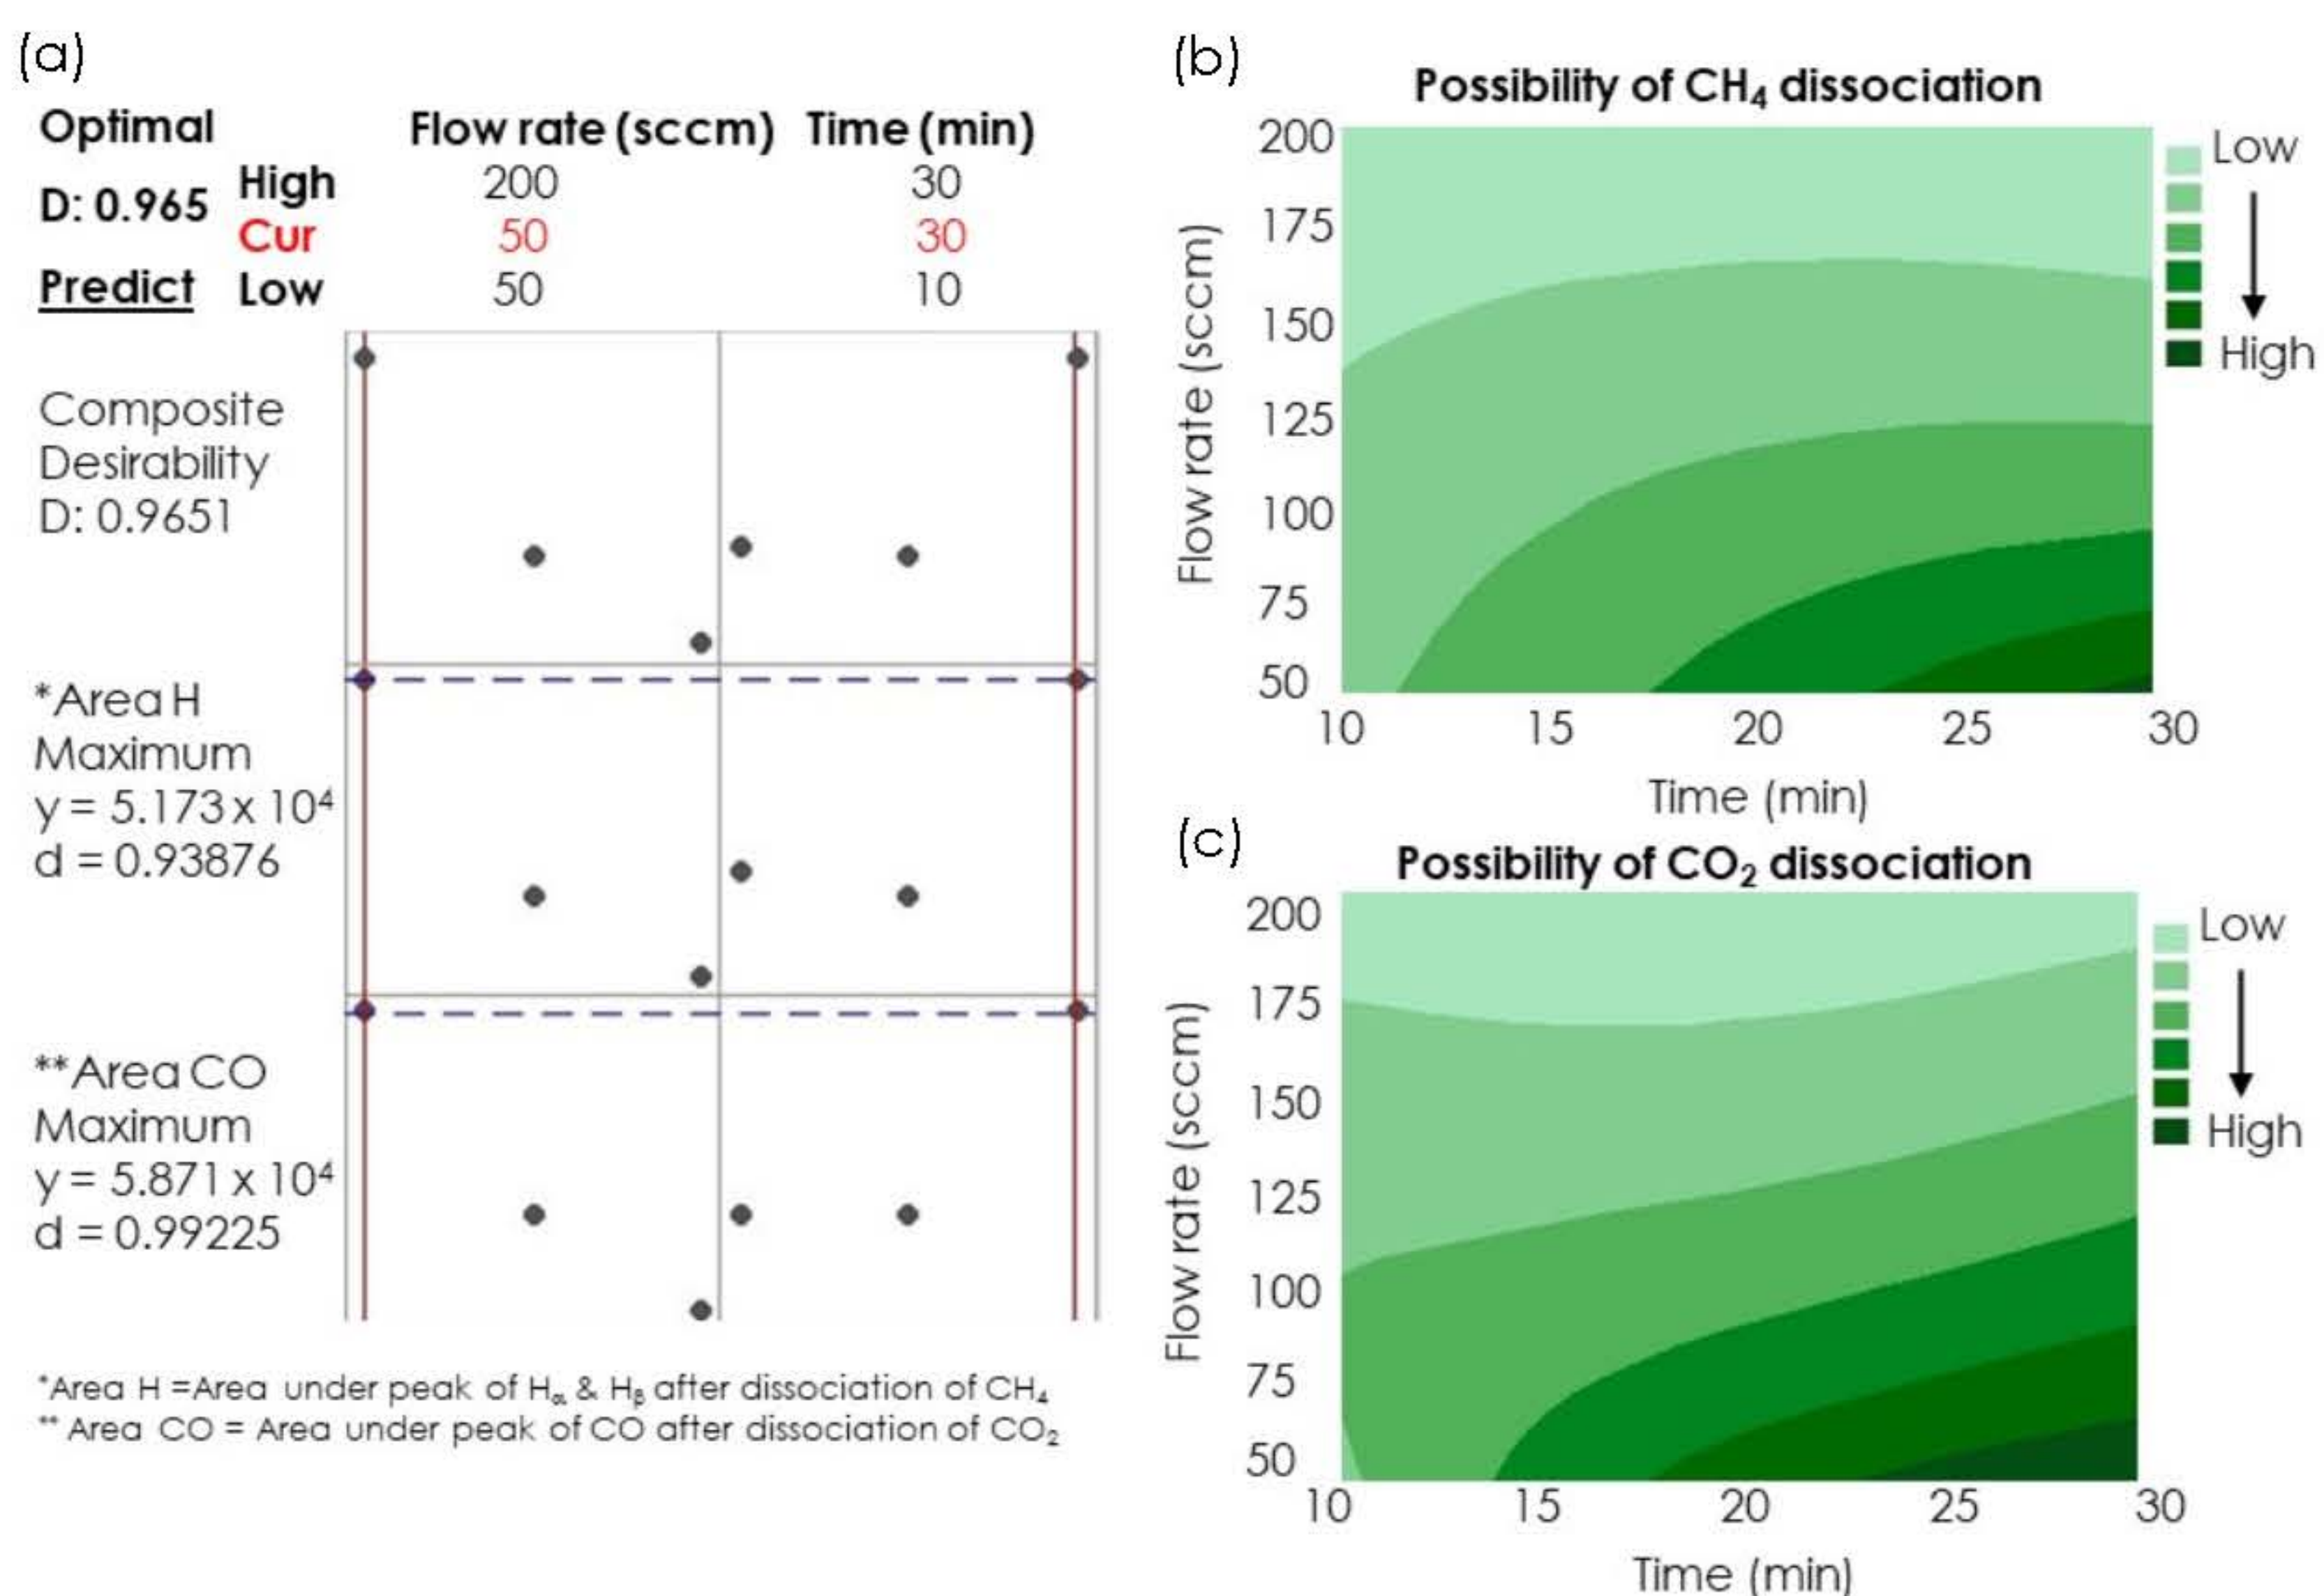 (a)
Optimal Flow rate (sccm) Time (min)
High 200 30
D: 0.965
Cur 50 30
Predict Low 50 10
Composite
Desirability
D: 0.9651
*Area H
Maximum
y = 5.173 x 10⁴
d = 0.93876
**Area CO
Maximum
y = 5.871 x 10⁴
d = 0.99225
*Area H =Area under peak of Hα & Hβ after dissociation of CH₄
** Area CO = Area under peak of CO after dissociation of CO₂
(b)
Possibility of CH₄ dissociation
Flow rate (sccm)
200
175
150
125
100
75
50
10 15 20 25 30
Time (min)
Low
High
(c)
Possibility of CO₂ dissociation
Flow rate (sccm)
200
175
150
125
100
75
50
10 15 20 25 30
Time (min)
Low
High